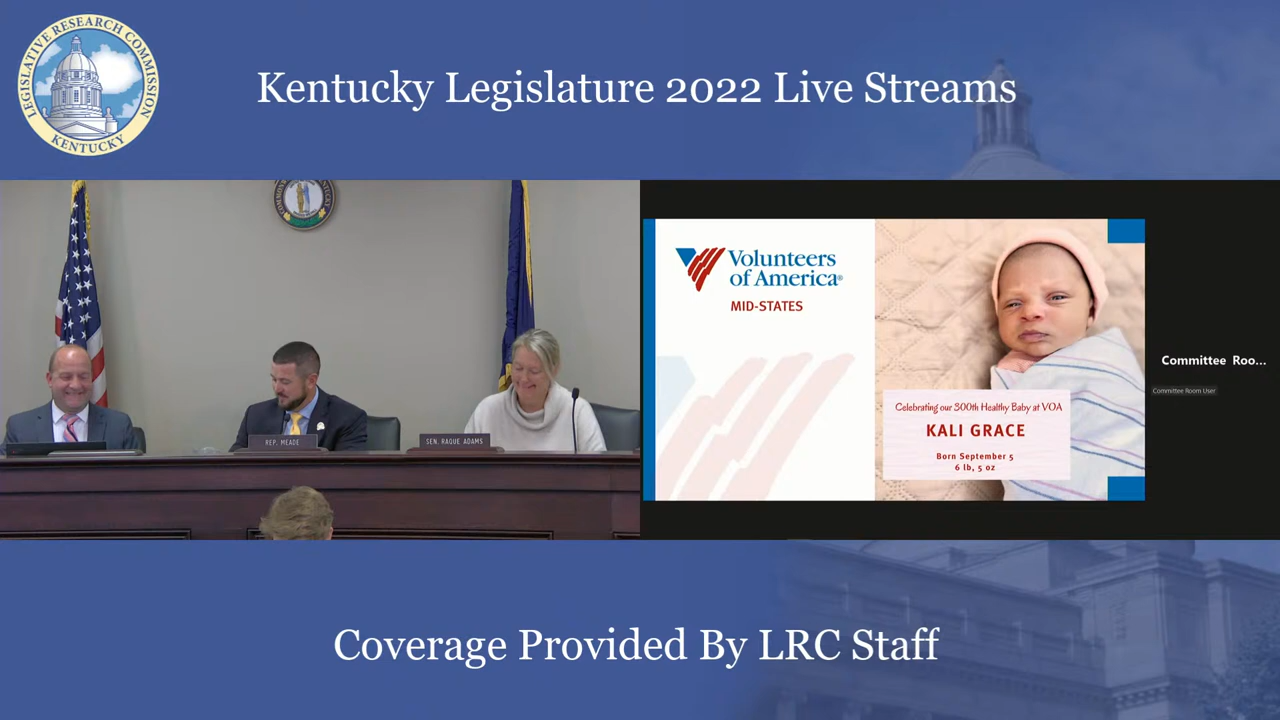 LEGISLATIVE RESEARCH COMMISSION
KENTUCKY
Kentucky Legislature 2022 Live Streams
REP. MEADE
SEN. RAQUE ADAMS
Volunteers
of America®
MID-STATES
Celebrating our 300th Healthy Baby at VOA
KALI GRACE
Born September 5
6 lb, 5 oz
Committee Roo...
Committee Room User
Coverage Provided By LRC Staff